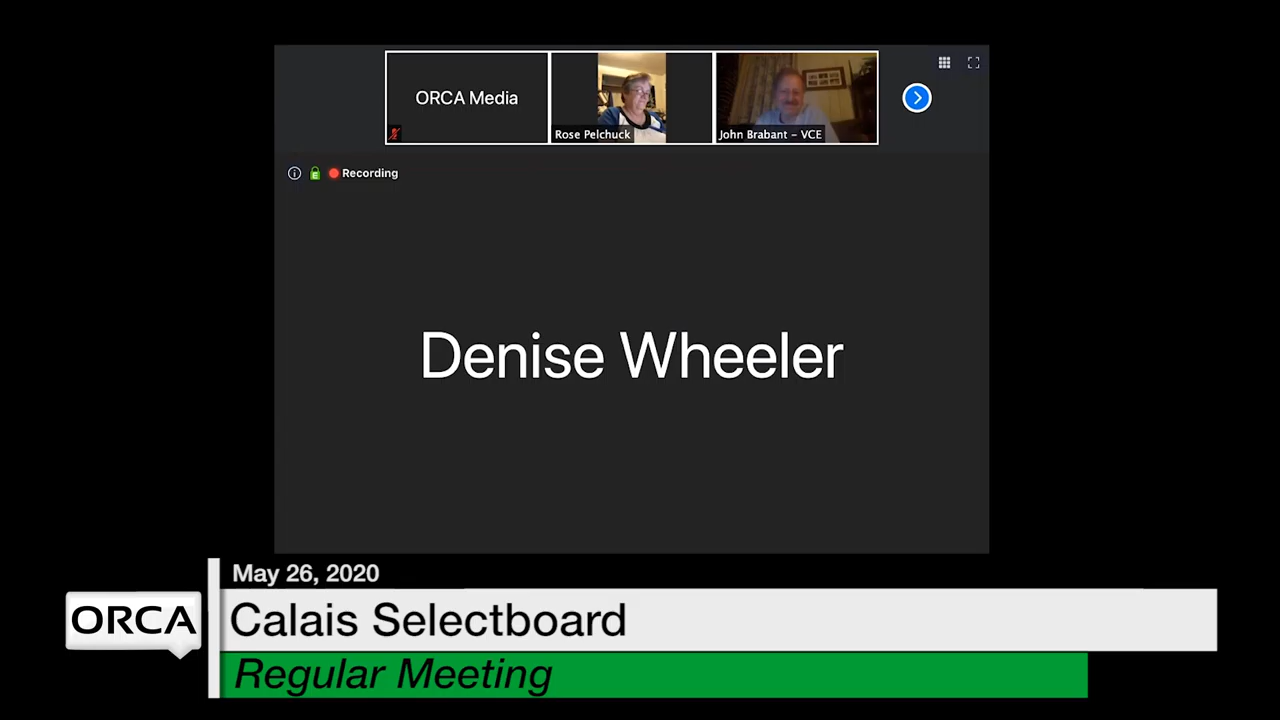 ORCA Media
Rose Pelchuck
John Brabant – VCE
Recording
Denise Wheeler
May 26, 2020
ORCA
Calais Selectboard
Regular Meeting